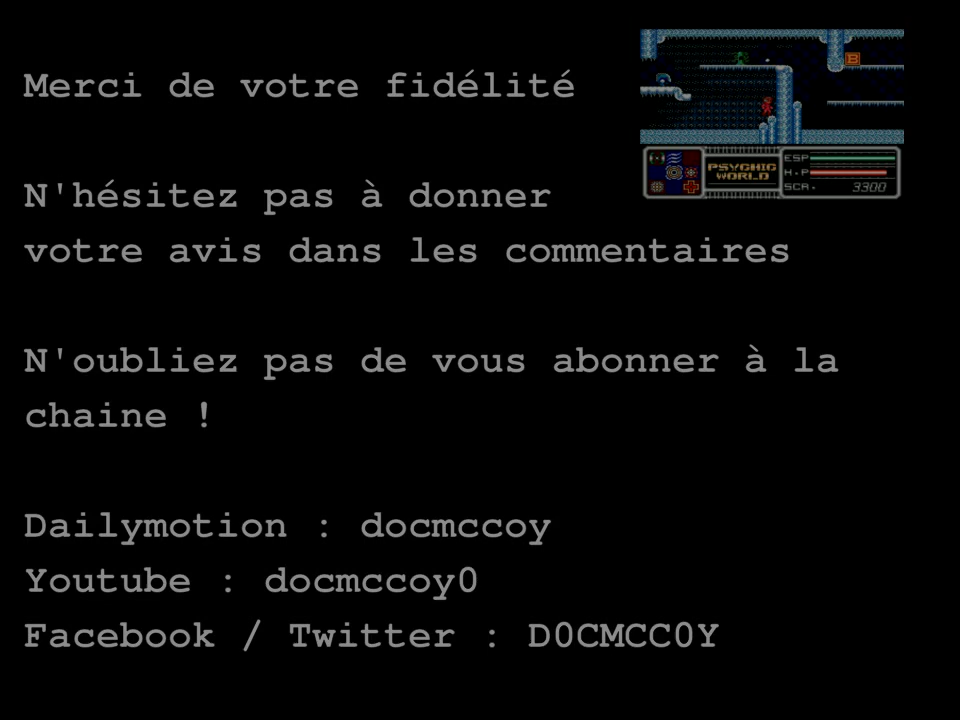 Merci de votre fidélité
N'hésitez pas à donner
votre avis dans les commentaires
N'oubliez pas de vous abonner à la
chaine !
Dailymotion : docmccoy
Youtube : docmccoy0
Facebook / Twitter : D0CMCC0Y
B
PSYCHIC
WORLD
ESP
H.P
SCR. 3300